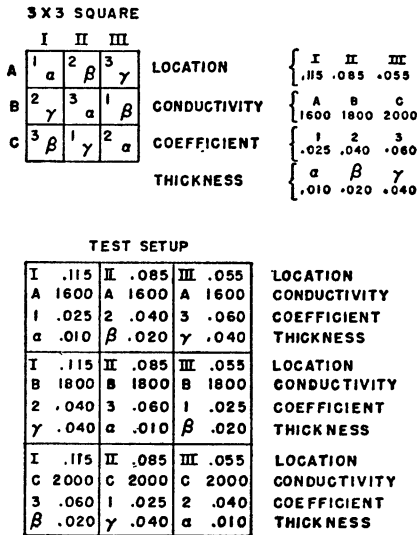 3 X 3 SQUARE
I II III
A 1 α 2 β 3 γ
B 2 γ 3 α 1 β
C 3 β 1 γ 2 α
LOCATION { I II III
.115 .085 .055
CONDUCTIVITY { A B C
1600 1800 2000
COEFFICIENT { 1 2 3
.025 .040 .060
THICKNESS { α β γ
.010 .020 .040
TEST SETUP
I .115 II .085 III .055 LOCATION
A 1600 A 1600 A 1600 CONDUCTIVITY
1 .025 2 .040 3 .060 COEFFICIENT
α .010 β .020 γ .040 THICKNESS
I .115 II .085 III .055 LOCATION
B 1800 B 1800 B 1800 CONDUCTIVITY
2 .040 3 .060 1 .025 COEFFICIENT
γ .040 α .010 β .020 THICKNESS
I .115 II .085 III .055 LOCATION
C 2000 C 2000 C 2000 CONDUCTIVITY
3 .060 1 .025 2 .040 COEFFICIENT
β .020 γ .040 α .010 THICKNESS